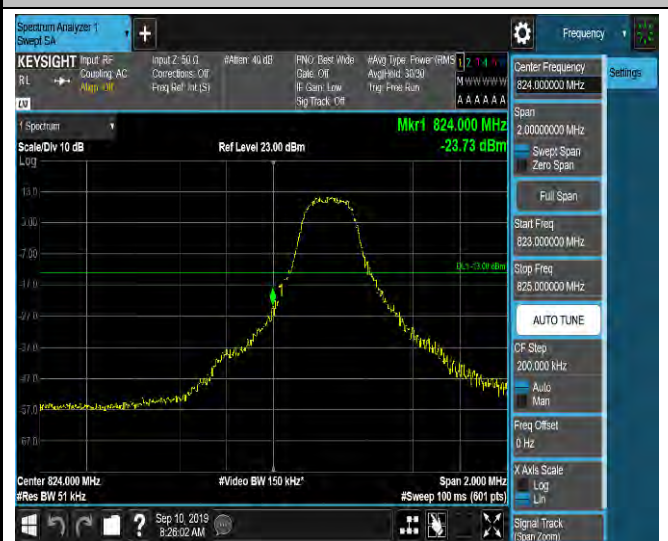 Spectrum Analyzer 1
Swept SA
+
Frequency
KEYSIGHT
RL
Input: RF
Coupling: AC
Align: Off
Input Z: 50 Ω
Corrections: Off
Freq Ref: Int (S)
#Atten: 40 dB
PNO: Best Wide
Gate: Off
IF Gain: Low
Sig Track: Off
#Avg Type: Power (RMS
Avg|Hold: 30/30
Trig: Free Run
1 2 3 4
A A A A A A
LW
1 Spectrum
Scale/Div 10 dB
Log
Ref Level 23.00 dBm
Mkr1 824.000 MHz
-23.73 dBm
13.0
3.00
-7.00
-17.0
-27.0
-37.0
-47.0
-57.0
-67.0
DL1 -13.00 dBm
1
Center 824.000 MHz
#Res BW 51 kHz
#Video BW 150 kHz*
Span 2.000 MHz
#Sweep 100 ms (601 pts)
?
Sep 10, 2019
8:26:02 AM
Center Frequency
824.000000 MHz
Settings
Span
2.00000000 MHz
Swept Span
Zero Span
Full Span
Start Freq
823.000000 MHz
Stop Freq
825.000000 MHz
AUTO TUNE
CF Step
200.000 kHz
Auto
Man
Freq Offset
0 Hz
X Axis Scale
Log
Lin
Signal Track
(Span Zoom)